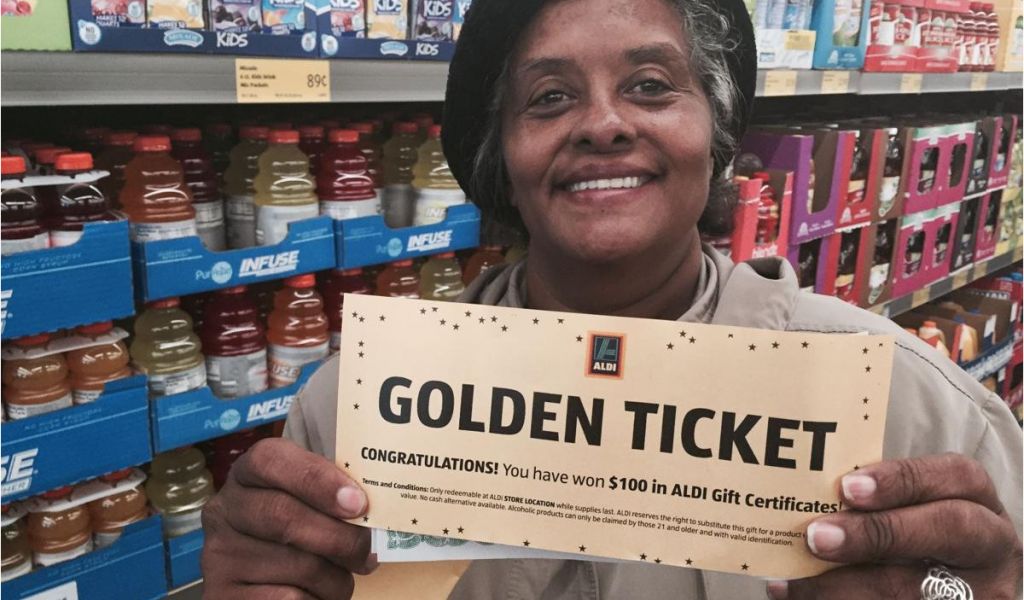 KIDS
KIDS
KIDS
89¢
PurAqua INFUSE
PurAqua INFUSE
PurAqua INFUSE
ALDI
GOLDEN TICKET
CONGRATULATIONS! You have won $100 in ALDI Gift Certificates!
Terms and Conditions: Only redeemable at ALDI STORE LOCATION while supplies last. ALDI reserves the right to substitute this gift for a product
value. No cash alternative available. Alcoholic products can only be claimed by those 21 and older and with valid identification.